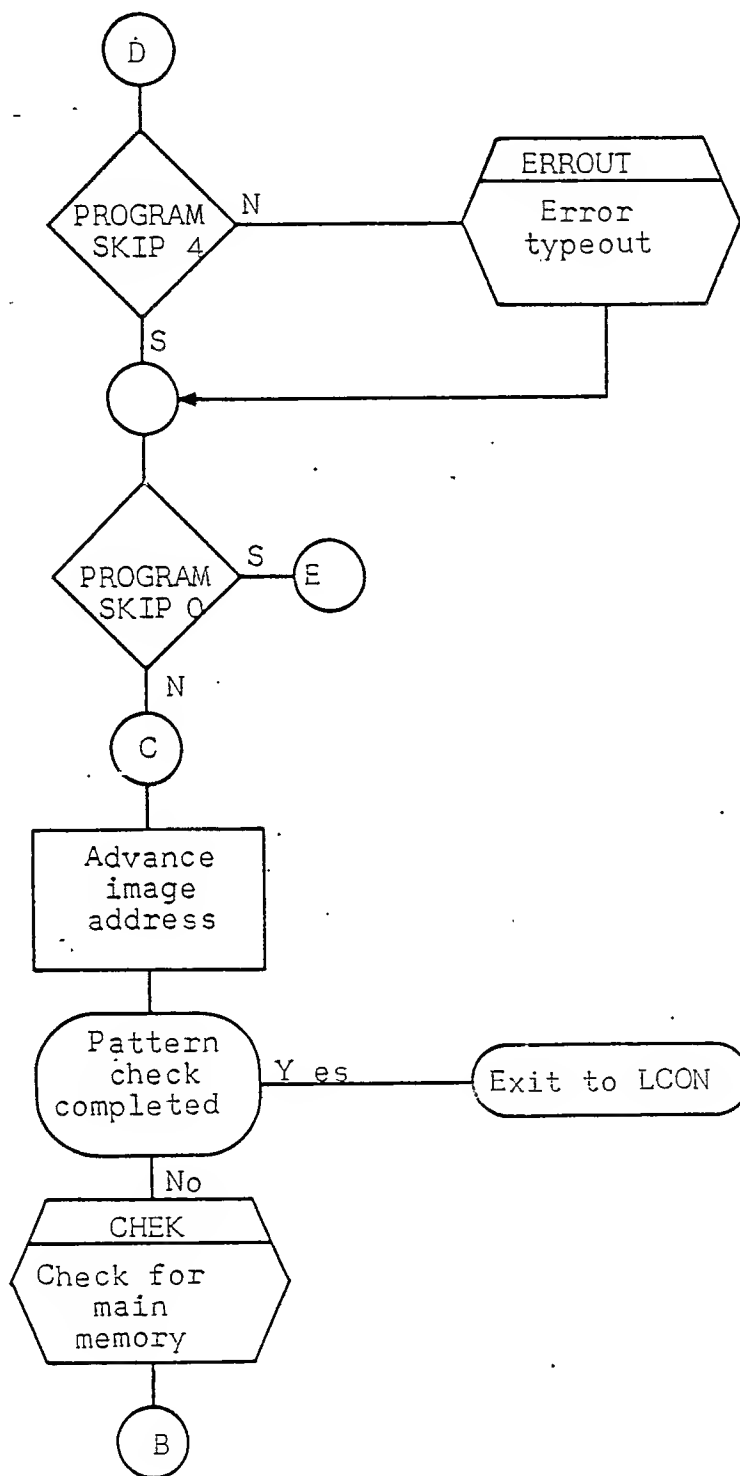 D
PROGRAM
SKIP 4
N
ERROUT
Error
typeout
S
PROGRAM
SKIP 0
S
E
N
C
Advance
image
address
Pattern
check
completed
Y es
Exit to LCON
No
CHEK
Check for
main
memory
B